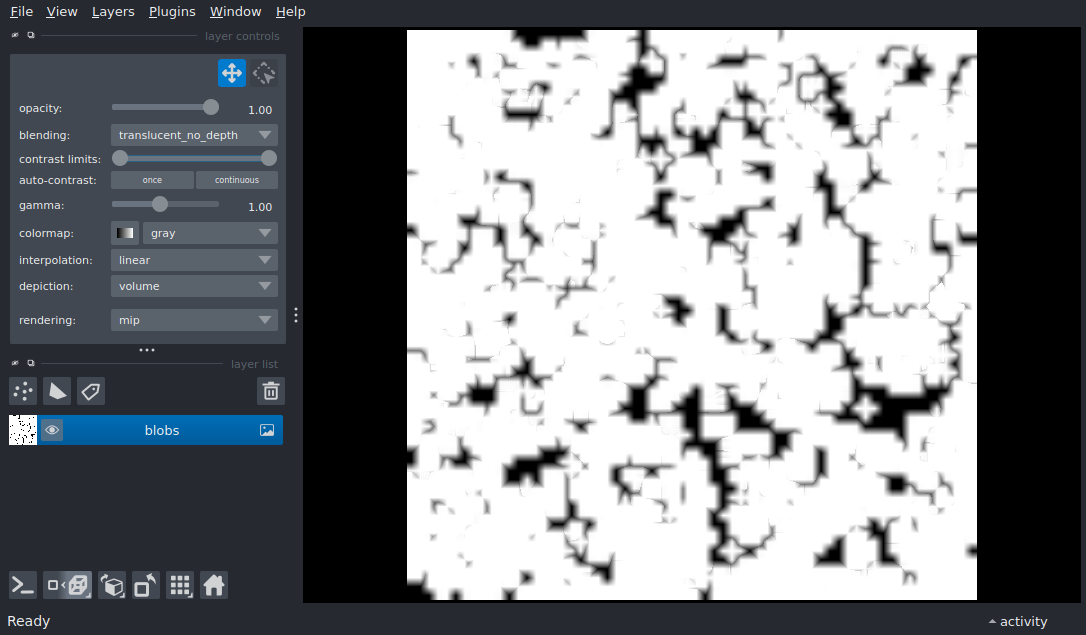 File View Layers Plugins Window Help
layer controls
opacity: 1.00
blending: translucent_no_depth
contrast limits:
auto-contrast: once continuous
gamma: 1.00
colormap: gray
interpolation: linear
depiction: volume
rendering: mip
layer list
blobs
Ready activity